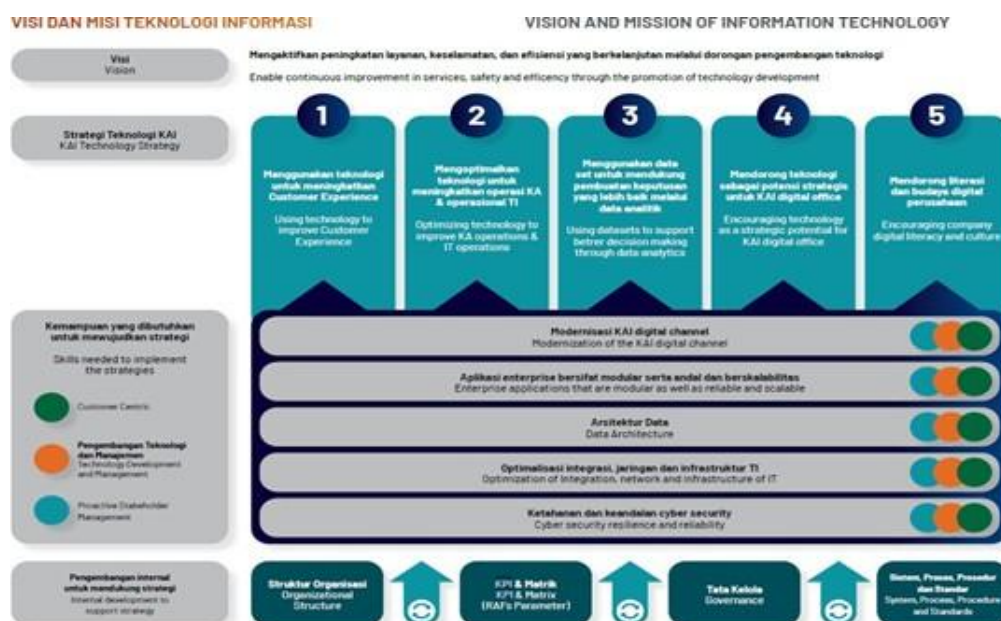 VISI DAN MISI TEKNOLOGI INFORMASI
VISION AND MISSION OF INFORMATION TECHNOLOGY
Visi
Vision
Mengaktifkan peningkatan layanan, keselamatan, dan efisiensi yang berkelanjutan melalui dorongan pengembangan teknologi
Enable continuous improvement in services, safety and efficency through the promotion of technology development
Strategi Teknologi KAI
KAI Technology Strategy
1
Menggunakan teknologi
untuk meningkatkan
Customer Experience
Using technology to
improve Customer
Experience
2
Mengoptimalkan
teknologi untuk
meningkatkan operasi KA
& operasional TI
Optimizing technology to
improve KA operations &
IT operations
3
Menggunakan data
set untuk mendukung
pembuatan keputusan
yang lebih baik melalui
data analitik
Using datasets to support
betrer decision making
through data analytics
4
Mendorong teknologi
sebagai potensi strategis
untuk KAI digital office
Encouraging technology
as a strategic potential for
KAI digital office
5
Mendorong literasi
dan budaya digital
perusahaan
Encouraging company
digital literacy and culture
Kemampuan yang dibutuhkan
untuk mewujudkan strategi
Skills needed to implement
the strategies
Customer Centric
Pengembangan Teknologi
dan Manajemen
Technology Development
and Management
Proactive Stakeholder
Management
Modernisasi KAI digital channel
Modernization of the KAI digital channel
Aplikasi enterprise bersifat modular serta andal dan berskalabilitas
Enterprise applications that are modular as well as reliable and scalable
Arsitektur Data
Data Architecture
Optimalisasi integrasi, jaringan dan infrastruktur TI
Optimization of Integration, network and infrastructure of IT
Ketahanan dan keandalan cyber security
Cyber security resilience and reliability
Pengembangan internal
untuk mendukung strategi
Internal development to
support strategy
Struktur Organisasi
Organizational
Structure
KPI & Matrik
KPI & Matrix
(RAFs Parameter)
Tata Kelola
Governance
Sistem, Proses, Prosedur
dan Standar
System, Process, Procedure
and Standards